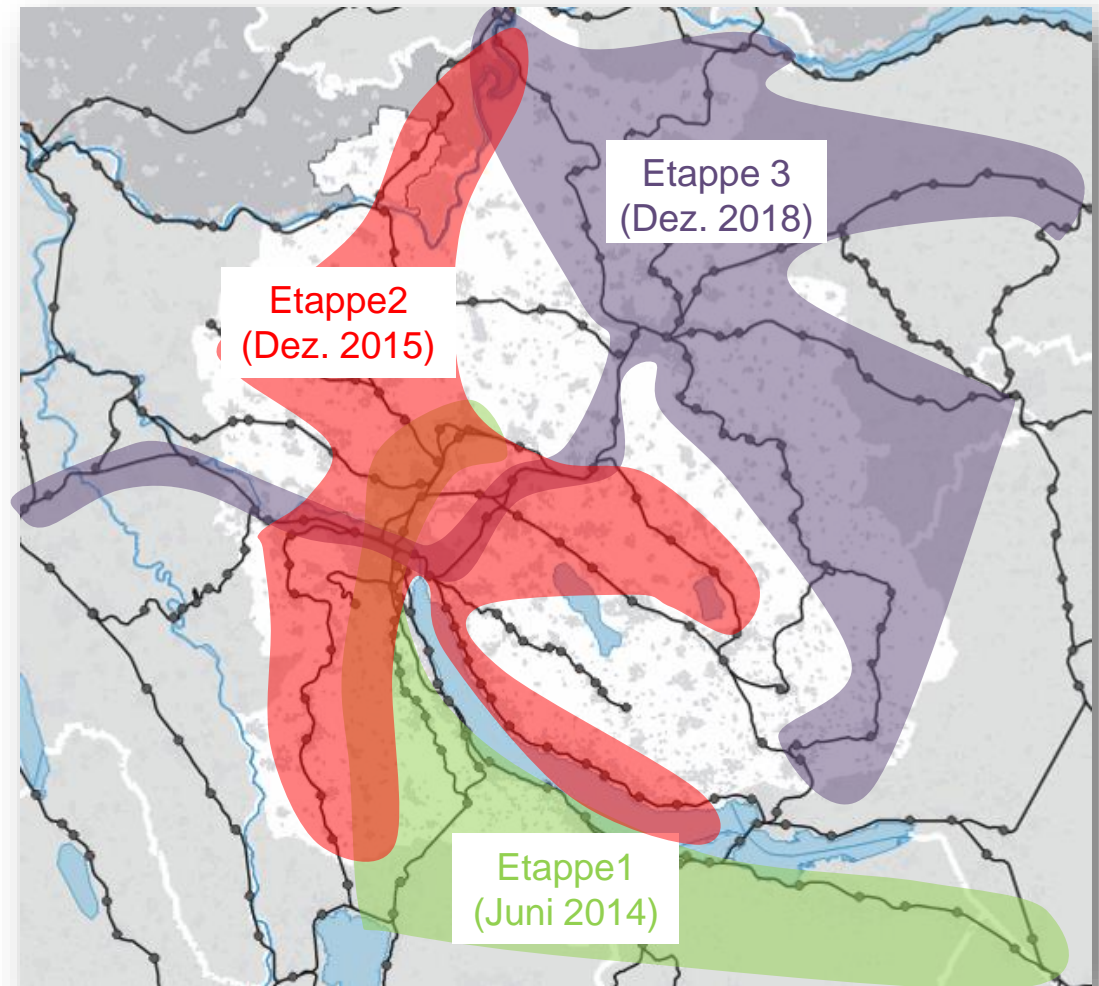 Etappe 3
(Dez. 2018)
Etappe2
(Dez. 2015)
Etappe1
(Juni 2014)